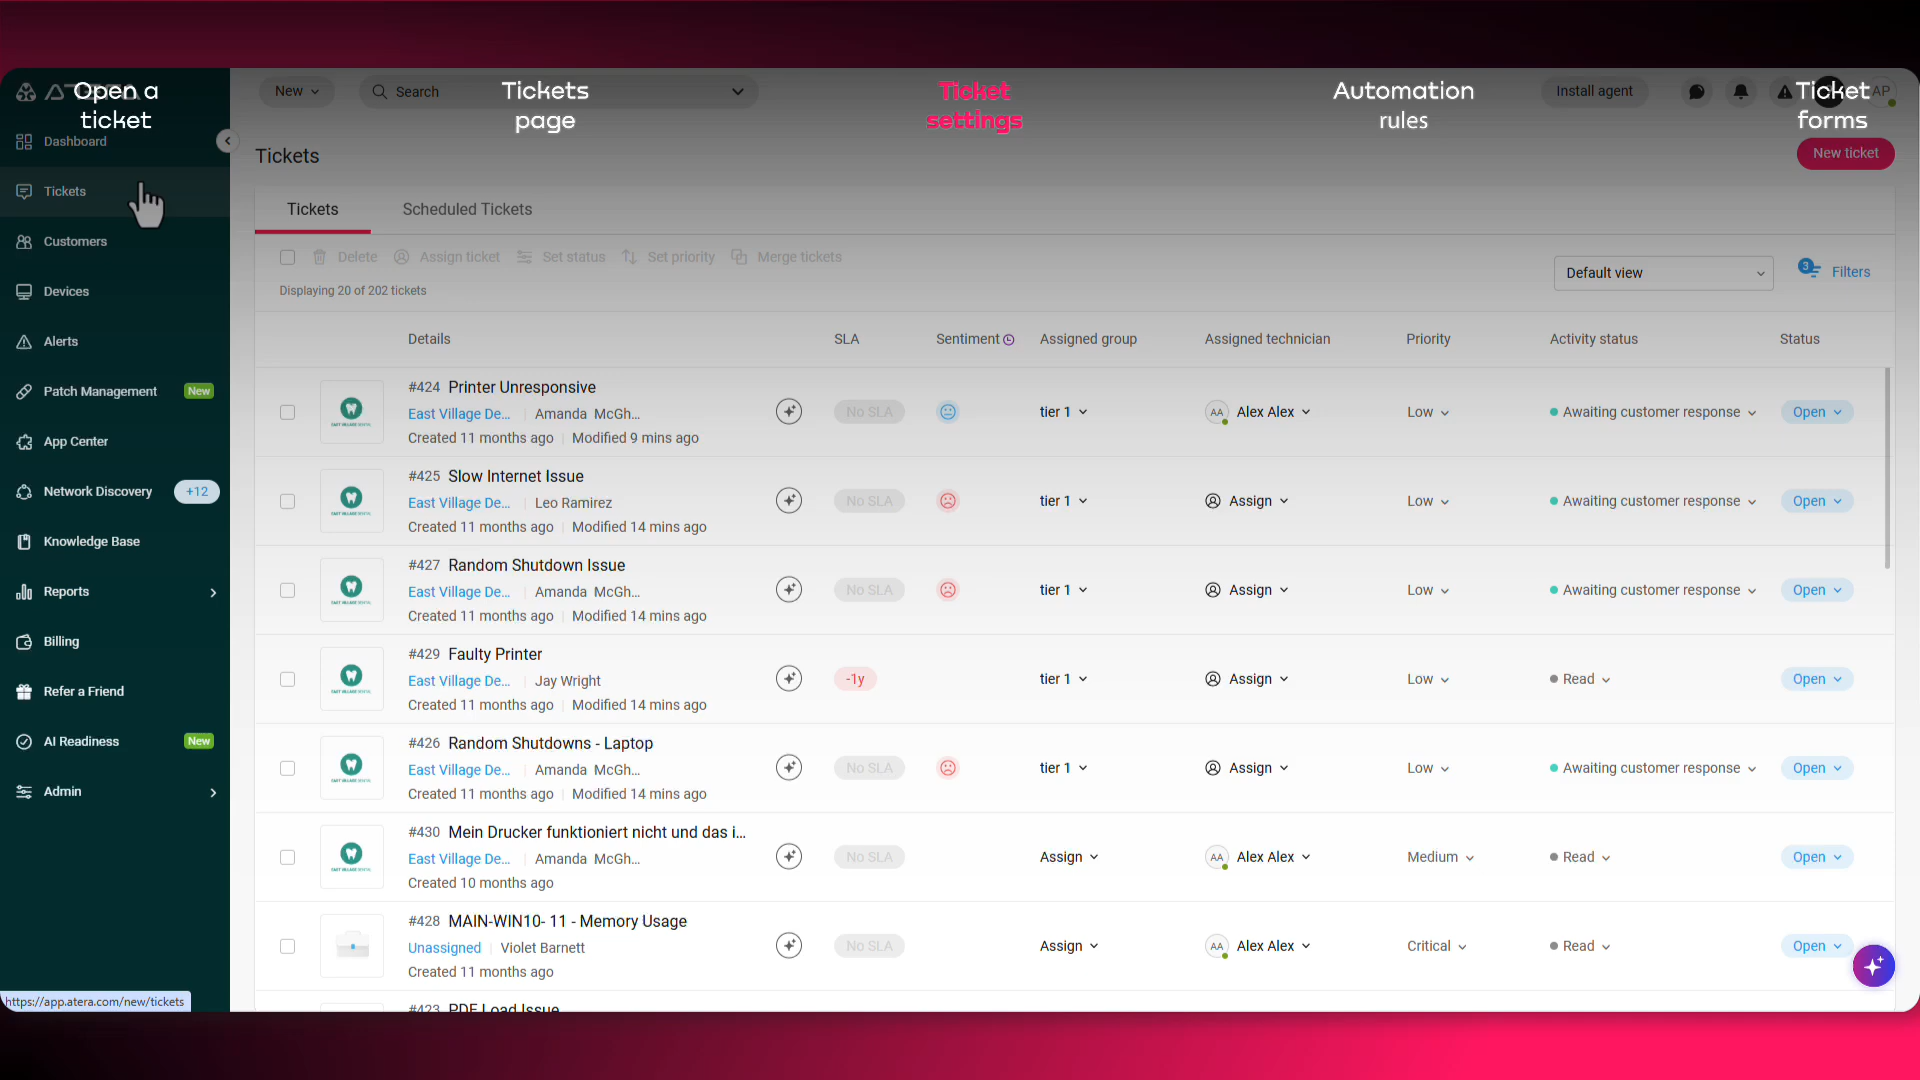 Open a
ticket
Tickets
page
Ticket
settings
Automation
rules
Ticket
forms
ATERA
New
Search
Install agent
AP
Dashboard
Tickets
Customers
Devices
Alerts
Patch Management New
App Center
Network Discovery +12
Knowledge Base
Reports
Billing
Refer a Friend
AI Readiness New
Admin
https://app.atera.com/new/tickets
Tickets
New ticket
Tickets Scheduled Tickets
Delete Assign ticket Set status Set priority Merge tickets
Displaying 20 of 202 tickets
Default view
3 Filters
Details SLA Sentiment Assigned group Assigned technician Priority Activity status Status
#424 Printer Unresponsive
East Village De... Amanda McGh... No SLA tier 1 AA Alex Alex Low Awaiting customer response Open
Created 11 months ago Modified 9 mins ago
#425 Slow Internet Issue
East Village De... Leo Ramirez No SLA tier 1 Assign Low Awaiting customer response Open
Created 11 months ago Modified 14 mins ago
#427 Random Shutdown Issue
East Village De... Amanda McGh... No SLA tier 1 Assign Low Awaiting customer response Open
Created 11 months ago Modified 14 mins ago
#429 Faulty Printer
East Village De... Jay Wright -1y tier 1 Assign Low Read Open
Created 11 months ago Modified 14 mins ago
#426 Random Shutdowns - Laptop
East Village De... Amanda McGh... No SLA tier 1 Assign Low Awaiting customer response Open
Created 11 months ago Modified 14 mins ago
#430 Mein Drucker funktioniert nicht und das i...
East Village De... Amanda McGh... No SLA Assign AA Alex Alex Medium Read Open
Created 10 months ago
#428 MAIN-WIN10- 11 - Memory Usage
Unassigned Violet Barnett No SLA Assign AA Alex Alex Critical Read Open
Created 11 months ago
#423 PDF Load Issue